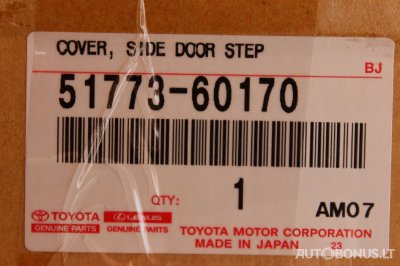 COVER, SIDE DOOR STEP
BJ
51773-60170
QTY: 1
AM07
TOYOTA LEXUS
GENUINE PARTS GENUINE PARTS
TOYOTA MOTOR CORPORATION
MADE IN JAPAN 23
AUTOBONUS.LT